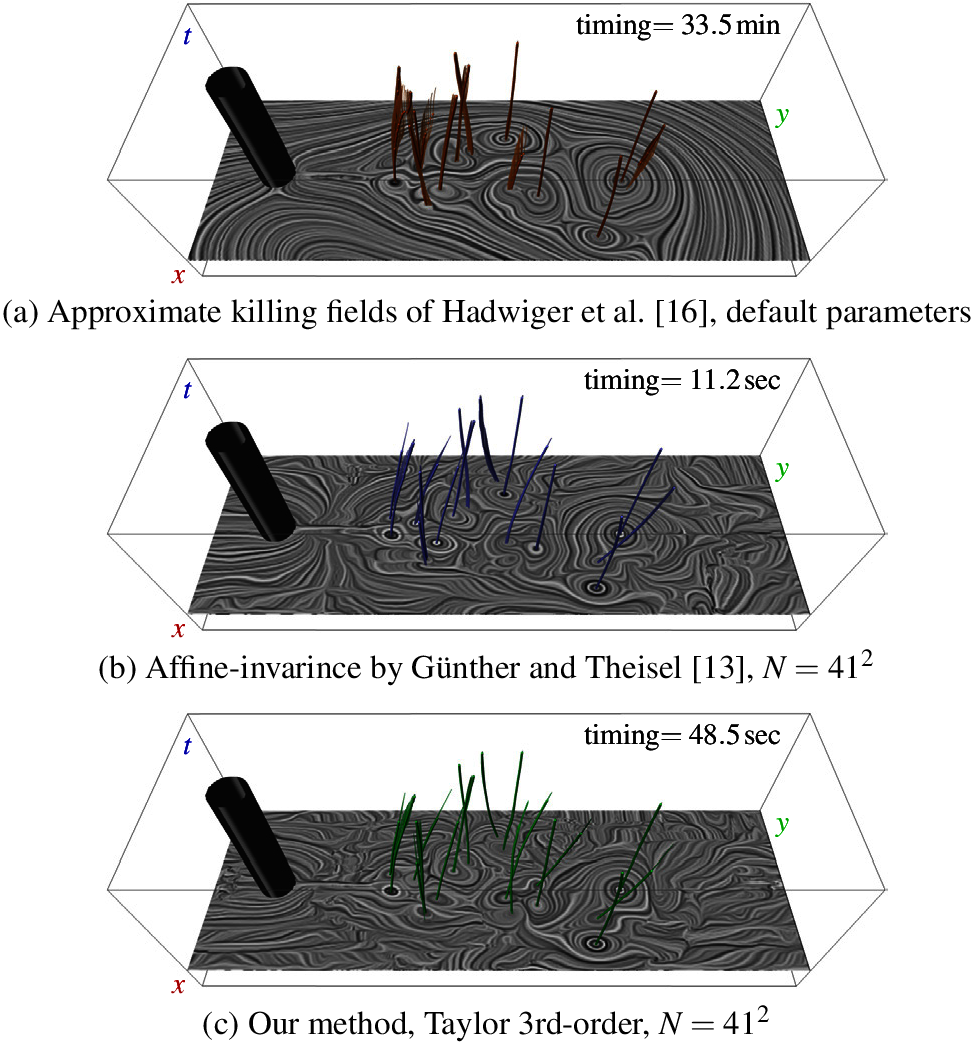 t
timing= 33.5 min
y
x
(a) Approximate killing fields of Hadwiger et al. [16], default parameters
t
timing= 11.2 sec
y
x
(b) Affine-invarince by Günther and Theisel [13], N = 41²
t
timing= 48.5 sec
y
x
(c) Our method, Taylor 3rd-order, N = 41²